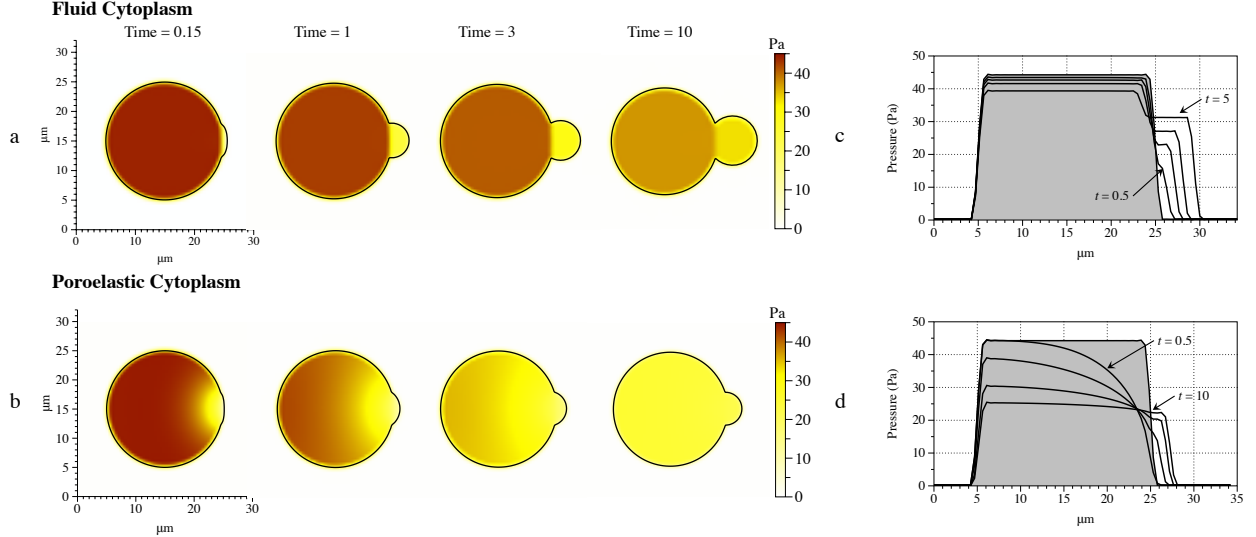 Fluid Cytoplasm
Time = 0.15
Time = 1
Time = 3
Time = 10
a
µm
30
25
20
15
10
5
0
0
10
20
30
µm
Pa
40
30
20
10
0
c
Pressure (Pa)
50
40
30
20
10
0
0
5
10
15
20
25
30
µm
t = 5
t = 0.5
Poroelastic Cytoplasm
b
µm
30
25
20
15
10
5
0
0
10
20
30
µm
Pa
40
30
20
10
0
d
Pressure (Pa)
50
40
30
20
10
0
0
5
10
15
20
25
30
35
µm
t = 0.5
t = 10